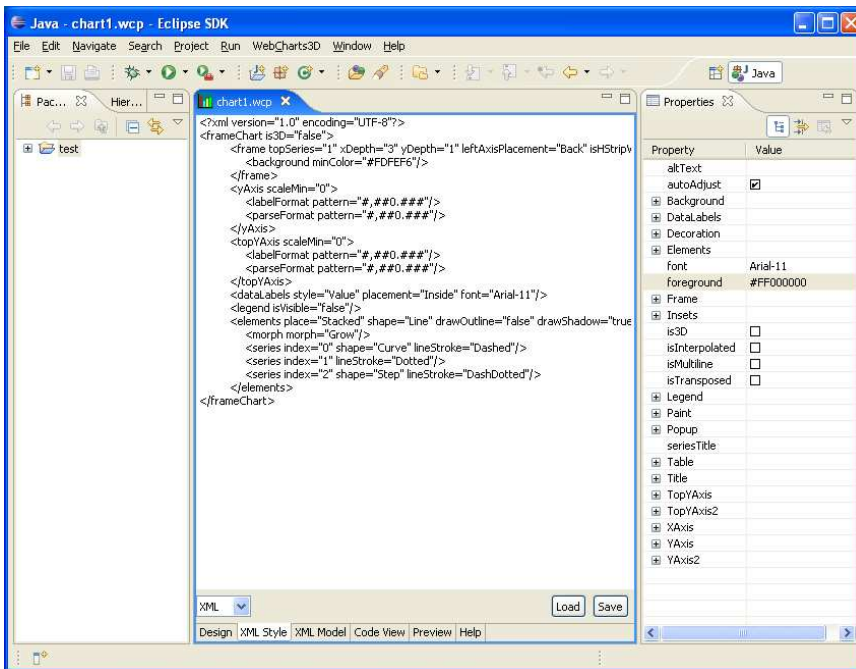 Java - chart1.wcp - Eclipse SDK
File Edit Navigate Search Project Run WebCharts3D Window Help
Java
Pac... Hier...
test
chart1.wcp
<?xml version="1.0" encoding="UTF-8"?>
<frameChart is3D="false">
<frame topSeries="1" xDepth="3" yDepth="1" leftAxisPlacement="Back" isHStripV
<background minColor="#FDFEF6"/>
</frame>
<yAxis scaleMin="0">
<labelFormat pattern="#,##0.###"/>
<parseFormat pattern="#,##0.###"/>
</yAxis>
<topYAxis scaleMin="0">
<labelFormat pattern="#,##0.###"/>
<parseFormat pattern="#,##0.###"/>
</topYAxis>
<dataLabels style="Value" placement="Inside" font="Arial-11"/>
<legend isVisible="false"/>
<elements place="Stacked" shape="Line" drawOutline="false" drawShadow="true
<morph morph="Grow"/>
<series index="0" shape="Curve" lineStroke="Dashed"/>
<series index="1" lineStroke="Dotted"/>
<series index="2" shape="Step" lineStroke="DashDotted"/>
</elements>
</frameChart>
XML
Load Save
Design XML Style XML Model Code View Preview Help
Properties
Property Value
altText
autoAdjust
Background
DataLabels
Decoration
Elements
font Arial-11
foreground #FF000000
Frame
Insets
is3D
isInterpolated
isMultiline
isTransposed
Legend
Paint
Popup
seriesTitle
Table
Title
TopYAxis
TopYAxis2
XAxis
YAxis
YAxis2